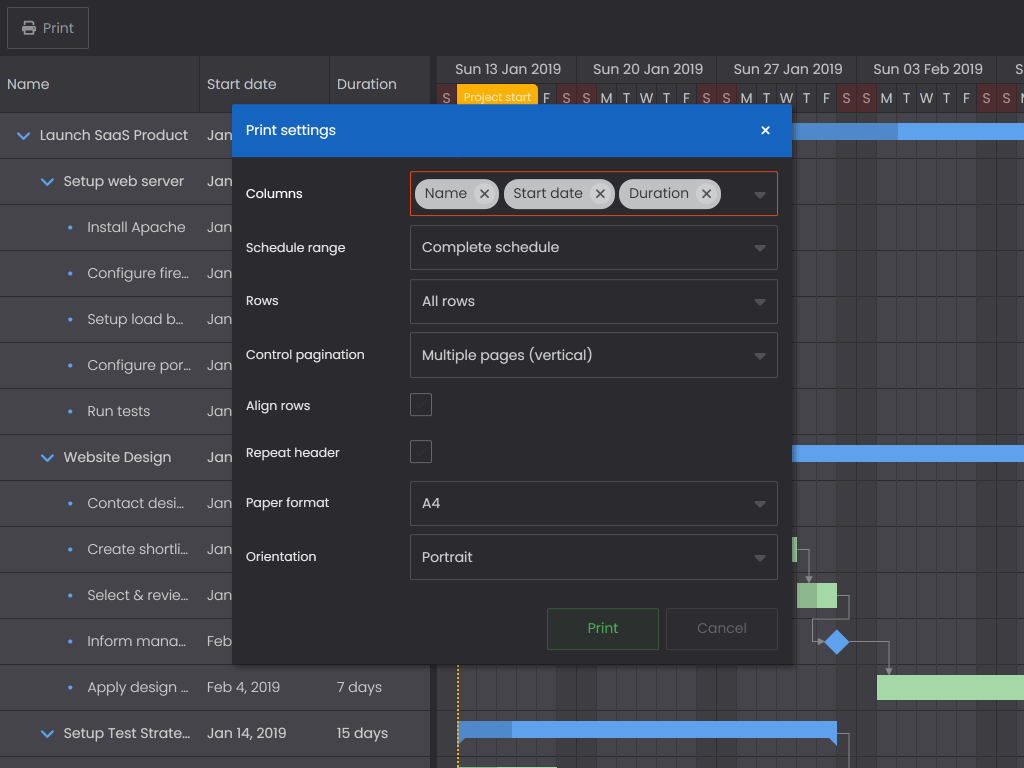 Print
Name Start date Duration
Sun 13 Jan 2019 Sun 20 Jan 2019 Sun 27 Jan 2019 Sun 03 Feb 2019 S
S Project start F S S M T W T F S S M T W T F S S M T W T F S S
Launch SaaS Product Jan
Setup web server Jan
Install Apache Jan
Configure fire... Jan
Setup load b... Jan
Configure por... Jan
Run tests Jan
Website Design Jan
Contact desi... Jan
Create shortli... Jan
Select & revie... Jan
Inform mana... Feb
Apply design ... Feb 4, 2019 7 days
Setup Test Strate... Jan 14, 2019 15 days
Print settings
Columns Name Start date Duration
Schedule range Complete schedule
Rows All rows
Control pagination Multiple pages (vertical)
Align rows
Repeat header
Paper format A4
Orientation Portrait
Print Cancel